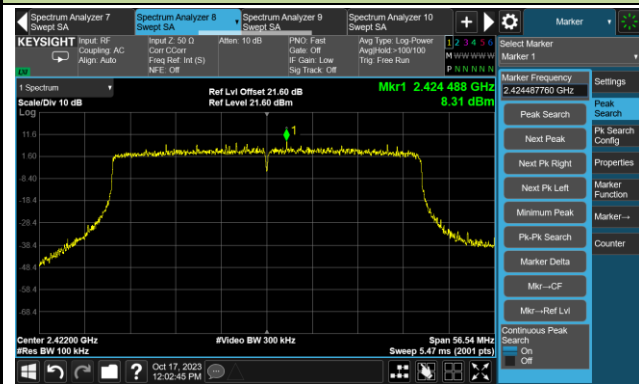 Spectrum Analyzer 7
Swept SA
Spectrum Analyzer 8
Swept SA
Spectrum Analyzer 9
Swept SA
Spectrum Analyzer 10
Swept SA
+
Marker
KEYSIGHT
Input: RF
Coupling: AC
Align: Auto
Input Z: 50 Ω
Corr CCorr
Freq Ref: Int (S)
NFE: Off
Atten: 10 dB
PNO: Fast
Gate: Off
IF Gain: Low
Sig Track: Off
Avg Type: Log-Power
Avg|Hold:>100/100
Trig: Free Run
1 2 3 4 5 6
M W W W W W
P N N N N N
Select Marker
Marker 1
1 Spectrum
Scale/Div 10 dB
Log
Ref Lvl Offset 21.60 dB
Ref Level 21.60 dBm
Mkr1 2.424 488 GHz
8.31 dBm
11.6
1.60
-8.40
-18.4
-28.4
-38.4
-48.4
-58.4
-68.4
1
Center 2.42200 GHz
#Res BW 100 kHz
#Video BW 300 kHz
Span 56.54 MHz
Sweep 5.47 ms (2001 pts)
Marker Frequency
2.424487760 GHz
Peak Search
Next Peak
Next Pk Right
Next Pk Left
Minimum Peak
Pk-Pk Search
Marker Delta
Mkr→CF
Mkr→Ref Lvl
Continuous Peak
Search
On
Off
Settings
Peak
Search
Pk Search
Config
Properties
Marker
Function
Marker→
Counter
?
Oct 17, 2023
12:02:45 PM